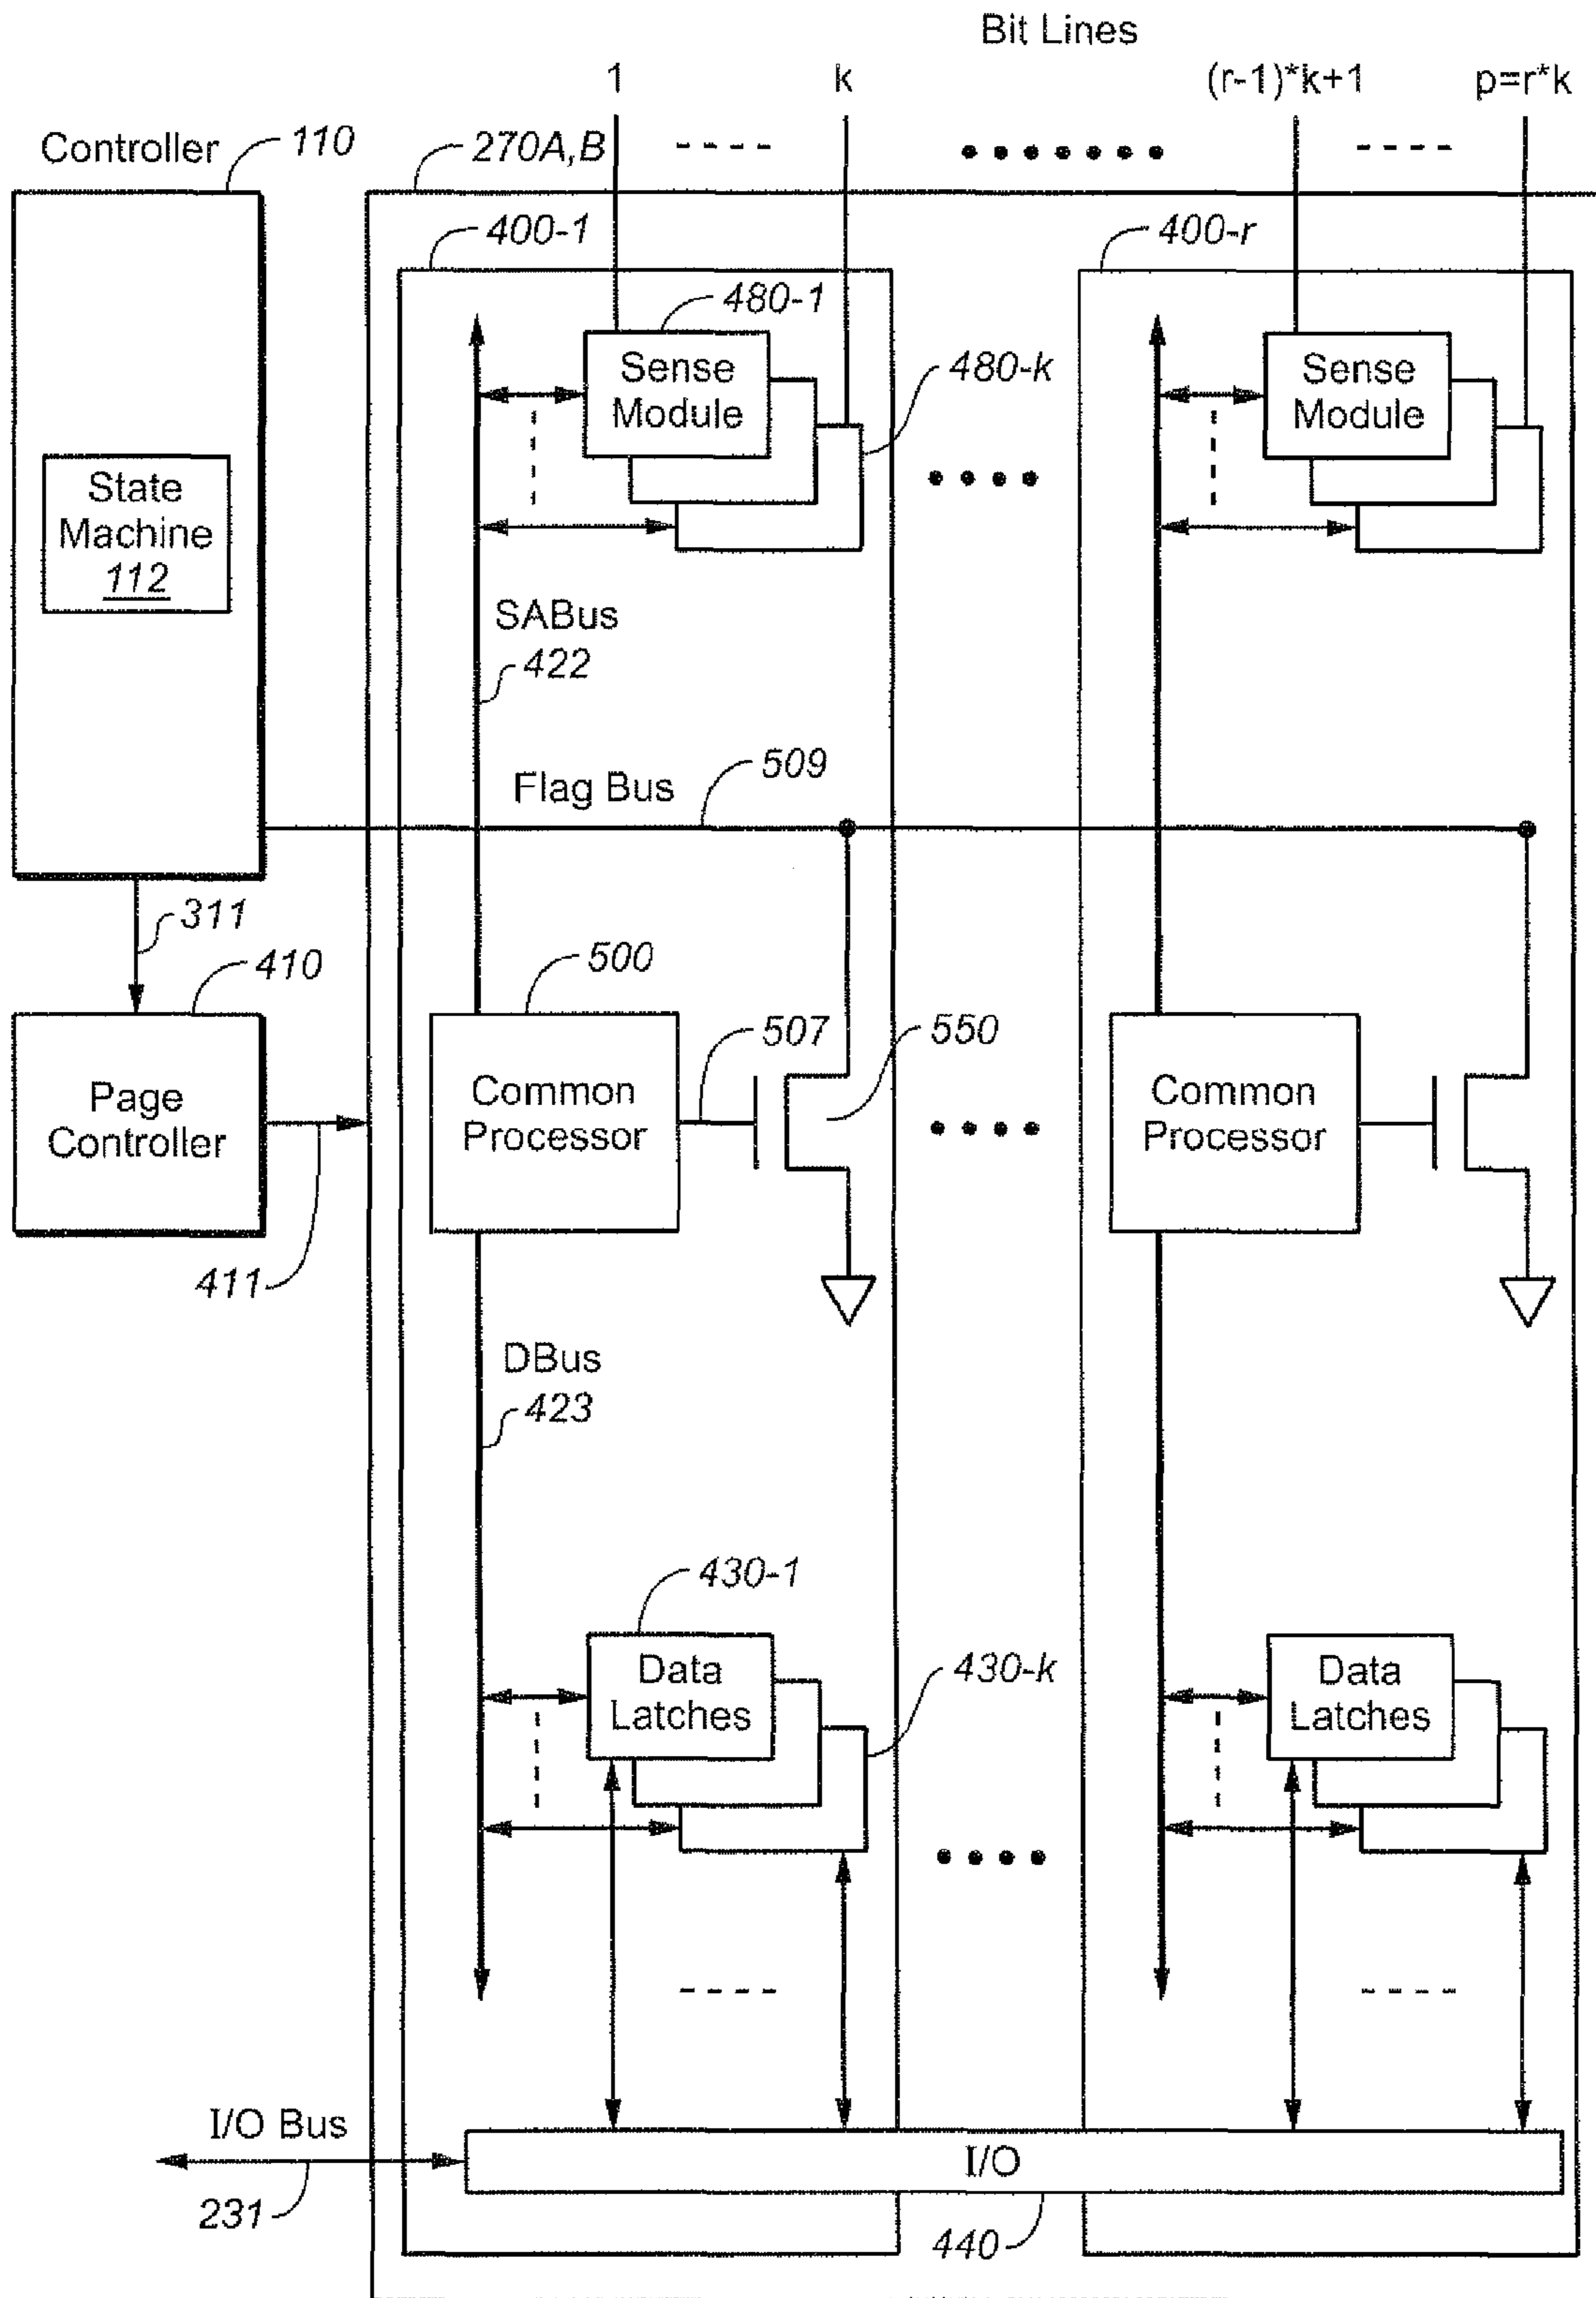 Bit Lines
1
k
(r-1)*k+1
p=r*k
Controller
110
270A,B
400-1
400-r
480-1
Sense
Module
480-k
Sense
Module
State
Machine
112
SABus
422
Flag Bus
509
311
410
500
507
550
Page
Controller
Common
Processor
Common
Processor
411
DBus
423
430-1
Data
Latches
430-k
Data
Latches
I/O Bus
I/O
231
440